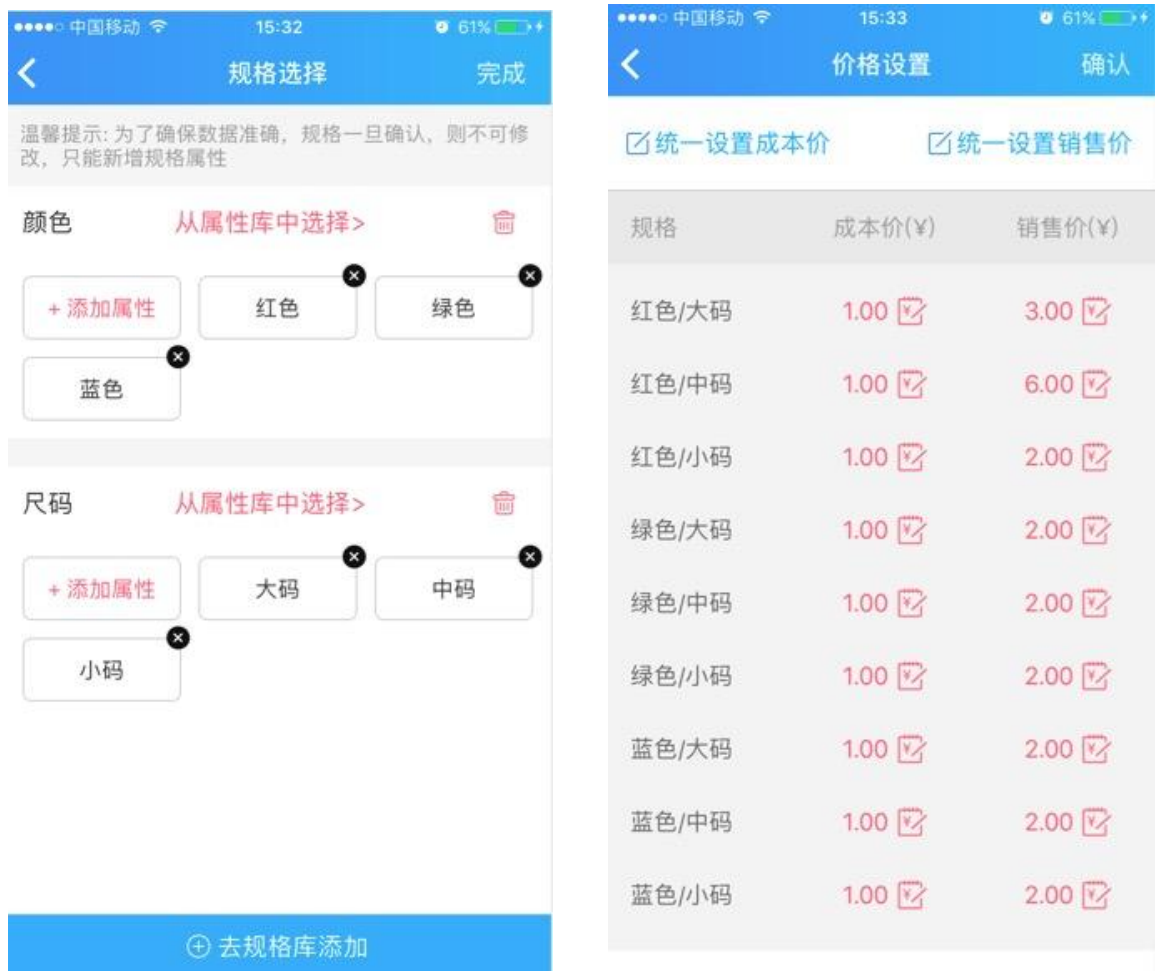 中国移动 15:32 61%
规格选择 完成
温馨提示: 为了确保数据准确，规格一旦确认，则不可修
改，只能新增规格属性
颜色 从属性库中选择>
+ 添加属性 红色 绿色
蓝色
尺码 从属性库中选择>
+ 添加属性 大码 中码
小码
去规格库添加
中国移动 15:33 61%
价格设置 确认
统一设置成本价 统一设置销售价
规格 成本价(¥) 销售价(¥)
红色/大码 1.00 3.00
红色/中码 1.00 6.00
红色/小码 1.00 2.00
绿色/大码 1.00 2.00
绿色/中码 1.00 2.00
绿色/小码 1.00 2.00
蓝色/大码 1.00 2.00
蓝色/中码 1.00 2.00
蓝色/小码 1.00 2.00